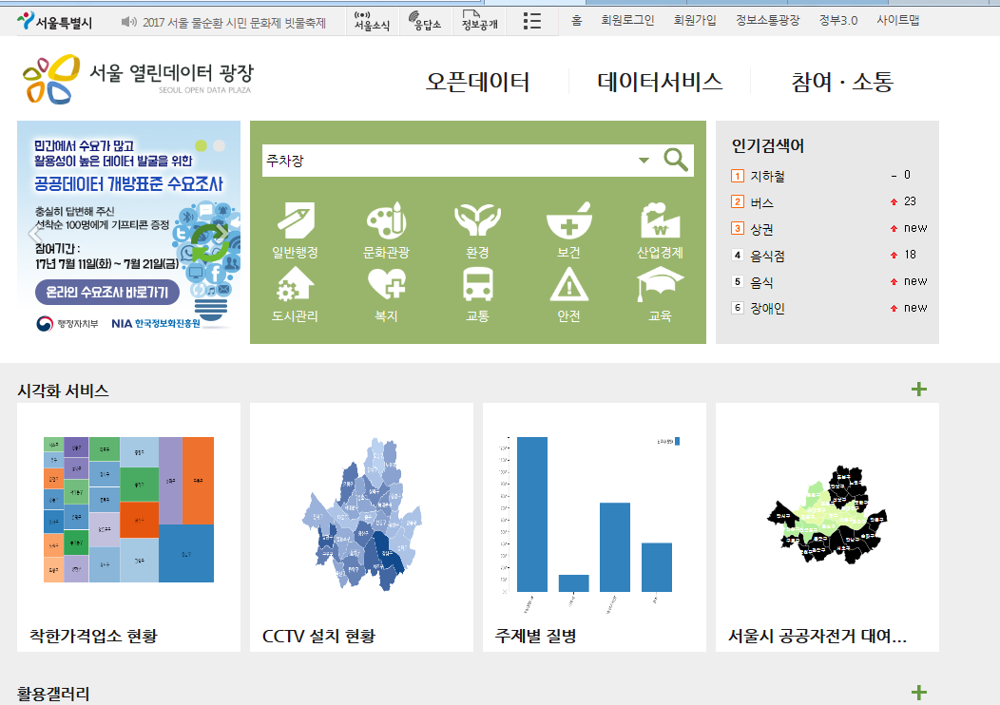 서울특별시
2017 서울 물순환 시민 문화제 빗물축제
서울소식
응답소
정보공개
홈
회원로그인
회원가입
정보소통광장
정부3.0
사이트맵
서울 열린데이터 광장
SEOUL OPEN DATA PLAZA
오픈데이터
데이터서비스
참여 · 소통
민간에서 수요가 많고
활용성이 높은 데이터 발굴을 위한
공공데이터 개방표준 수요조사
충실히 답변해 주신
선착순 100명에게 기프티콘 증정
참여기간 :
17년 7월 11일(화) ~ 7월 21일(금)
온라인 수요조사 바로가기
행정자치부
NIA 한국정보화진흥원
주차장
일반행정
문화관광
환경
보건
산업경제
도시관리
복지
교통
안전
교육
인기검색어
1 지하철 - 0
2 버스 23
3 상권 new
4 음식점 18
5 음식 new
6 장애인 new
시각화 서비스
착한가격업소 현황
CCTV 설치 현황
주제별 질병
서울시 공공자전거 대여...
활용갤러리